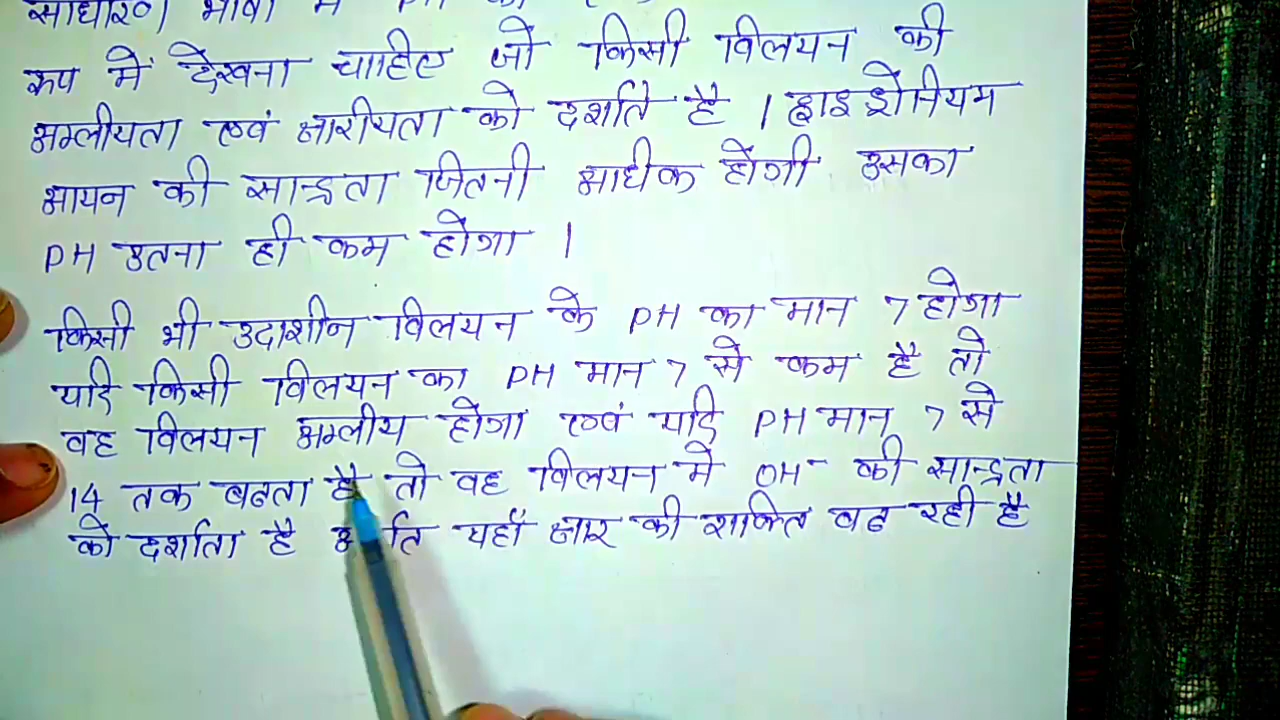 साधारण भाषा में PH को
रूप में देखना चाहिए जो किसी विलयन की
अम्लीयता एवं क्षारीयता को दर्शाते है । हाइड्रोनियम
आयन की सान्द्रता जितनी अधीक होंगी उसका
PH उतना ही कम होगा ।
किसी भी उदाशीन विलयन के PH का मान 7 होगा
यदि किसी विलयन का PH मान 7 से कम है तो
वह विलयन अम्लीय होगा एवं यदि PH मान 7 से
14 तक बढता है तो वह विलयन मे OH⁻ की सान्द्रता
को दर्शाता है यहाँ क्षार की शक्ति बढ रही है